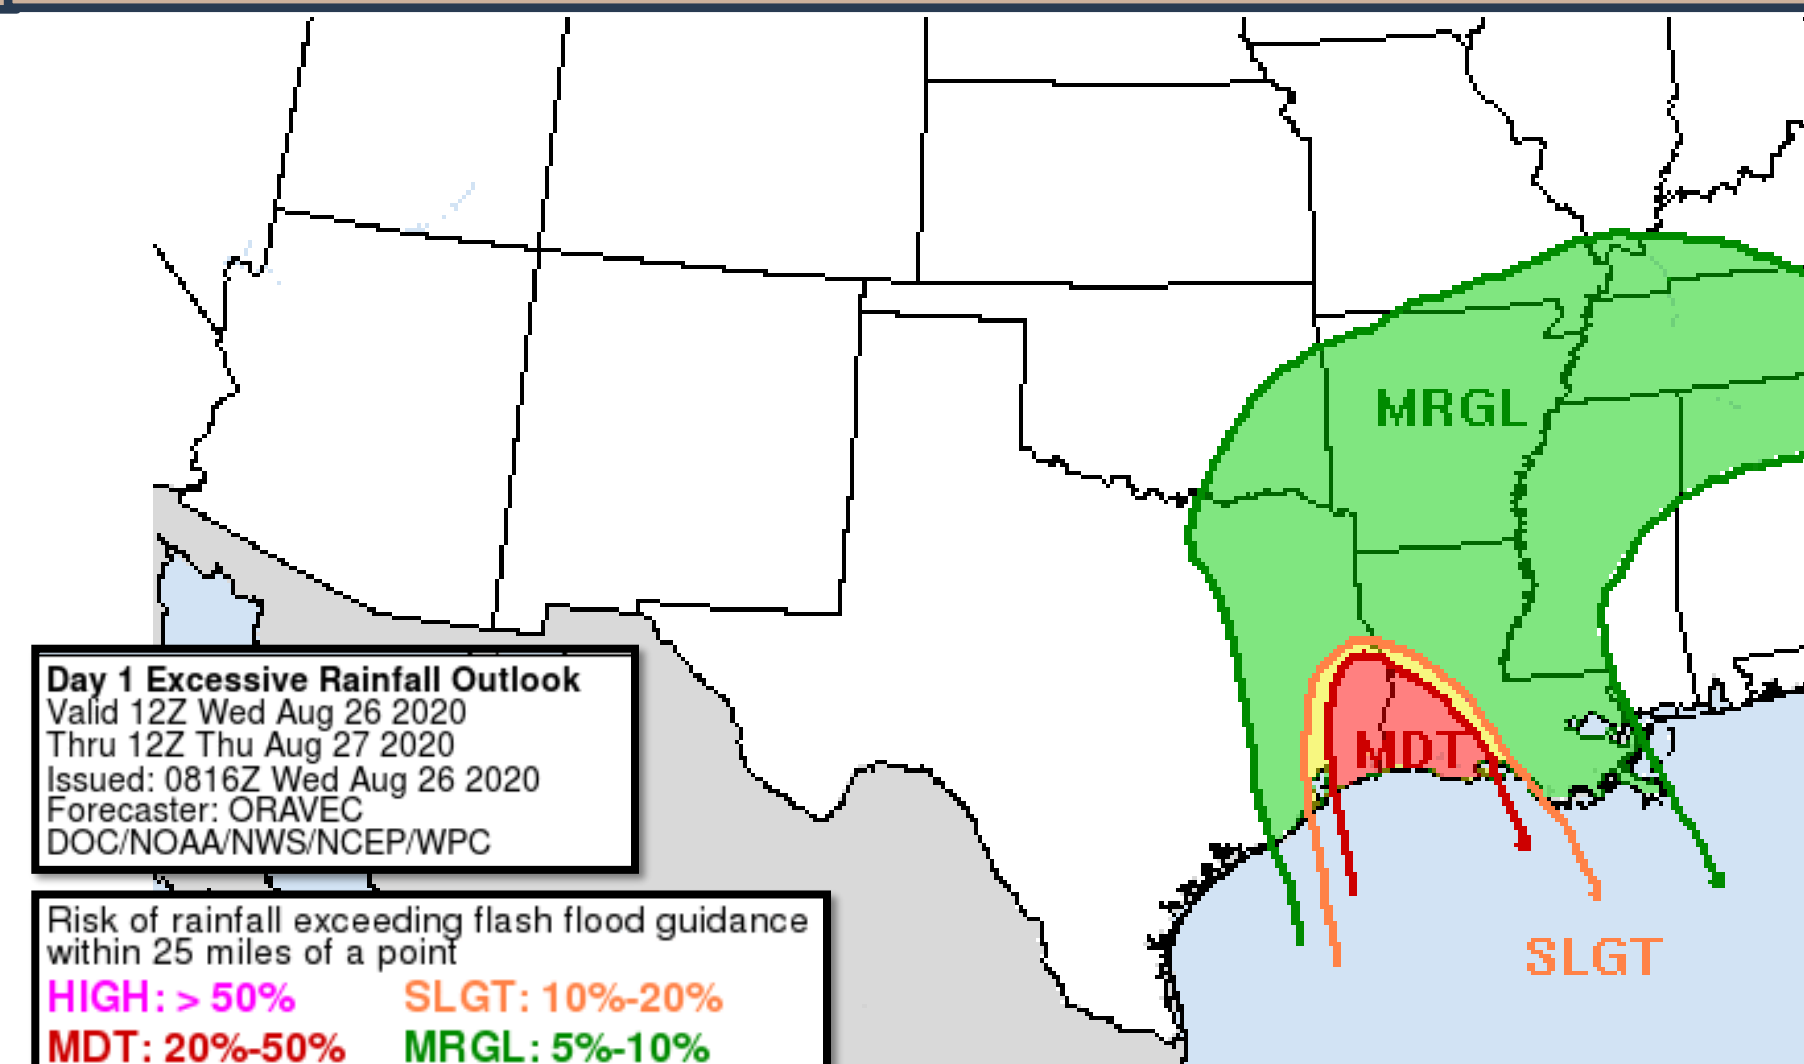 MRGL
MDT
Day 1 Excessive Rainfall Outlook
Valid 12Z Wed Aug 26 2020
Thru 12Z Thu Aug 27 2020
Issued: 0816Z Wed Aug 26 2020
Forecaster: ORAVEC
DOC/NOAA/NWS/NCEP/WPC
Risk of rainfall exceeding flash flood guidance
within 25 miles of a point
HIGH: > 50% SLGT: 10%-20%
MDT: 20%-50% MRGL: 5%-10%
SLGT